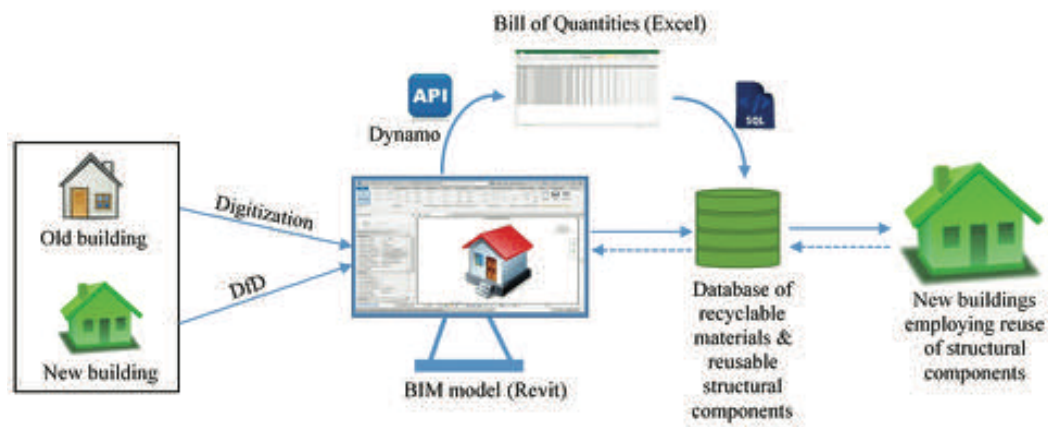 Bill of Quantities (Excel)
API
Dynamo
SQL
Old building
Digitization
DfD
New building
BIM model (Revit)
Database of
recyclable
materials &
reusable
structural
components
New buildings
employing reuse
of structural
components